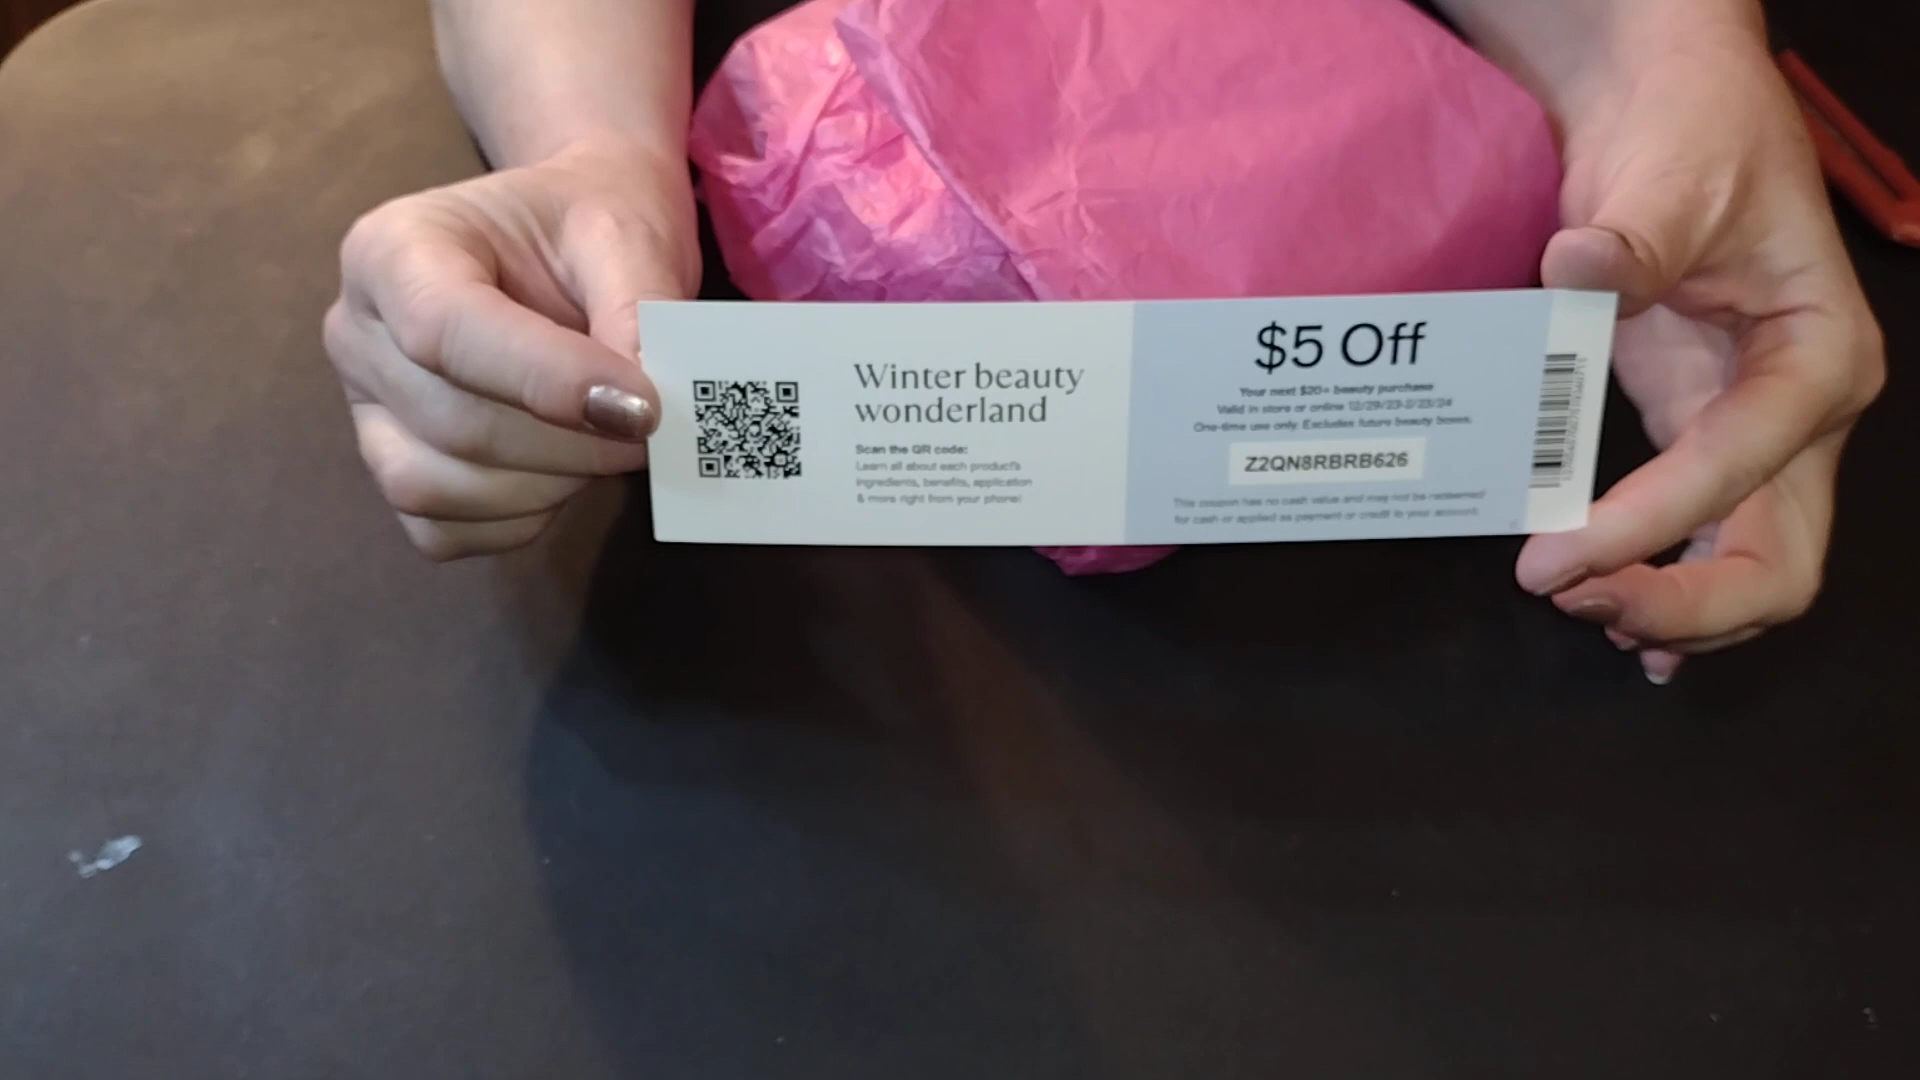 Winter beauty
wonderland
Scan the QR code:
Learn all about each product's
ingredients, benefits, application
& more right from your phone!
$5 Off
Your next $20+ beauty purchase
Valid in store or online 12/29/23-2/23/24
One-time use only. Excludes future beauty boxes.
Z2QN8RBRB626
This coupon has no cash value and may not be redeemed
for cash or applied as payment or credit to your account.